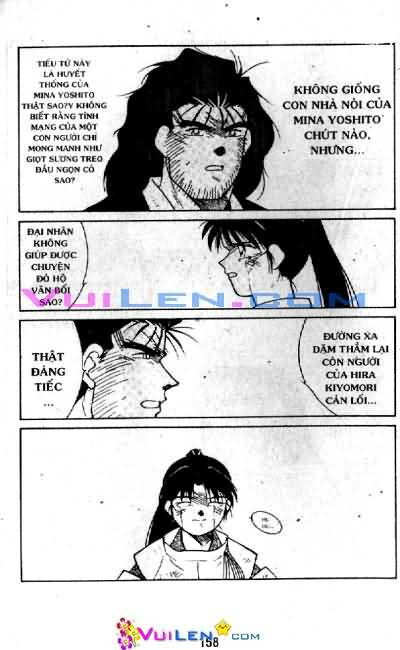 TIỂU TỬ NÀY
LÀ HUYẾT
THỐNG CỦA
MINA YOSHITO
THẬT SAO?Y KHÔNG
BIẾT RẰNG TÍNH
MẠNG CỦA MỘT
CON NGƯỜI CHỈ
MONG MANH NHƯ
GIỌT SƯƠNG TREO
ĐẦU NGỌN CỎ
SAO?
KHÔNG GIỐNG
CON NHÀ NÒI CỦA
MINA YOSHITO
CHÚT NÀO,
NHƯNG...
ĐẠI NHÂN
KHÔNG
GIÚP ĐƯỢC
CHUYỆN
ĐÔ HỘ
VĂN BỐI
SAO?
VUILEN.COM
THẬT
ĐÁNG
TIẾC
...
ĐƯỜNG XA
DẶM THẲM LẠI
CÒN NGƯỜI
CỦA HIRA
KIYOMORI
CẢN LỐI...
VUILEN.COM
158